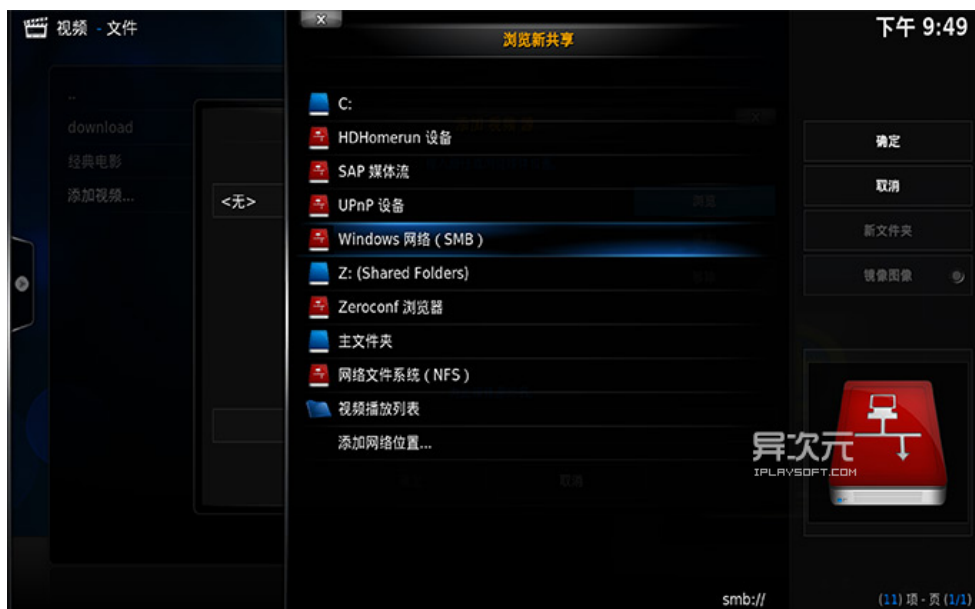 视频 - 文件
下午 9:49
x
浏览新共享
..
download
经典电影
添加视频...
<无>
C:
HDHomerun 设备
SAP 媒体流
UPnP 设备
Windows 网络 ( SMB )
Z: (Shared Folders)
Zeroconf 浏览器
主文件夹
网络文件系统 ( NFS )
视频播放列表
添加网络位置...
浏览
取消
确定
取消
新文件夹
镜像图像
异次元
IPLAYSOFT.COM
smb://
(11) 项 - 页 (1/1)